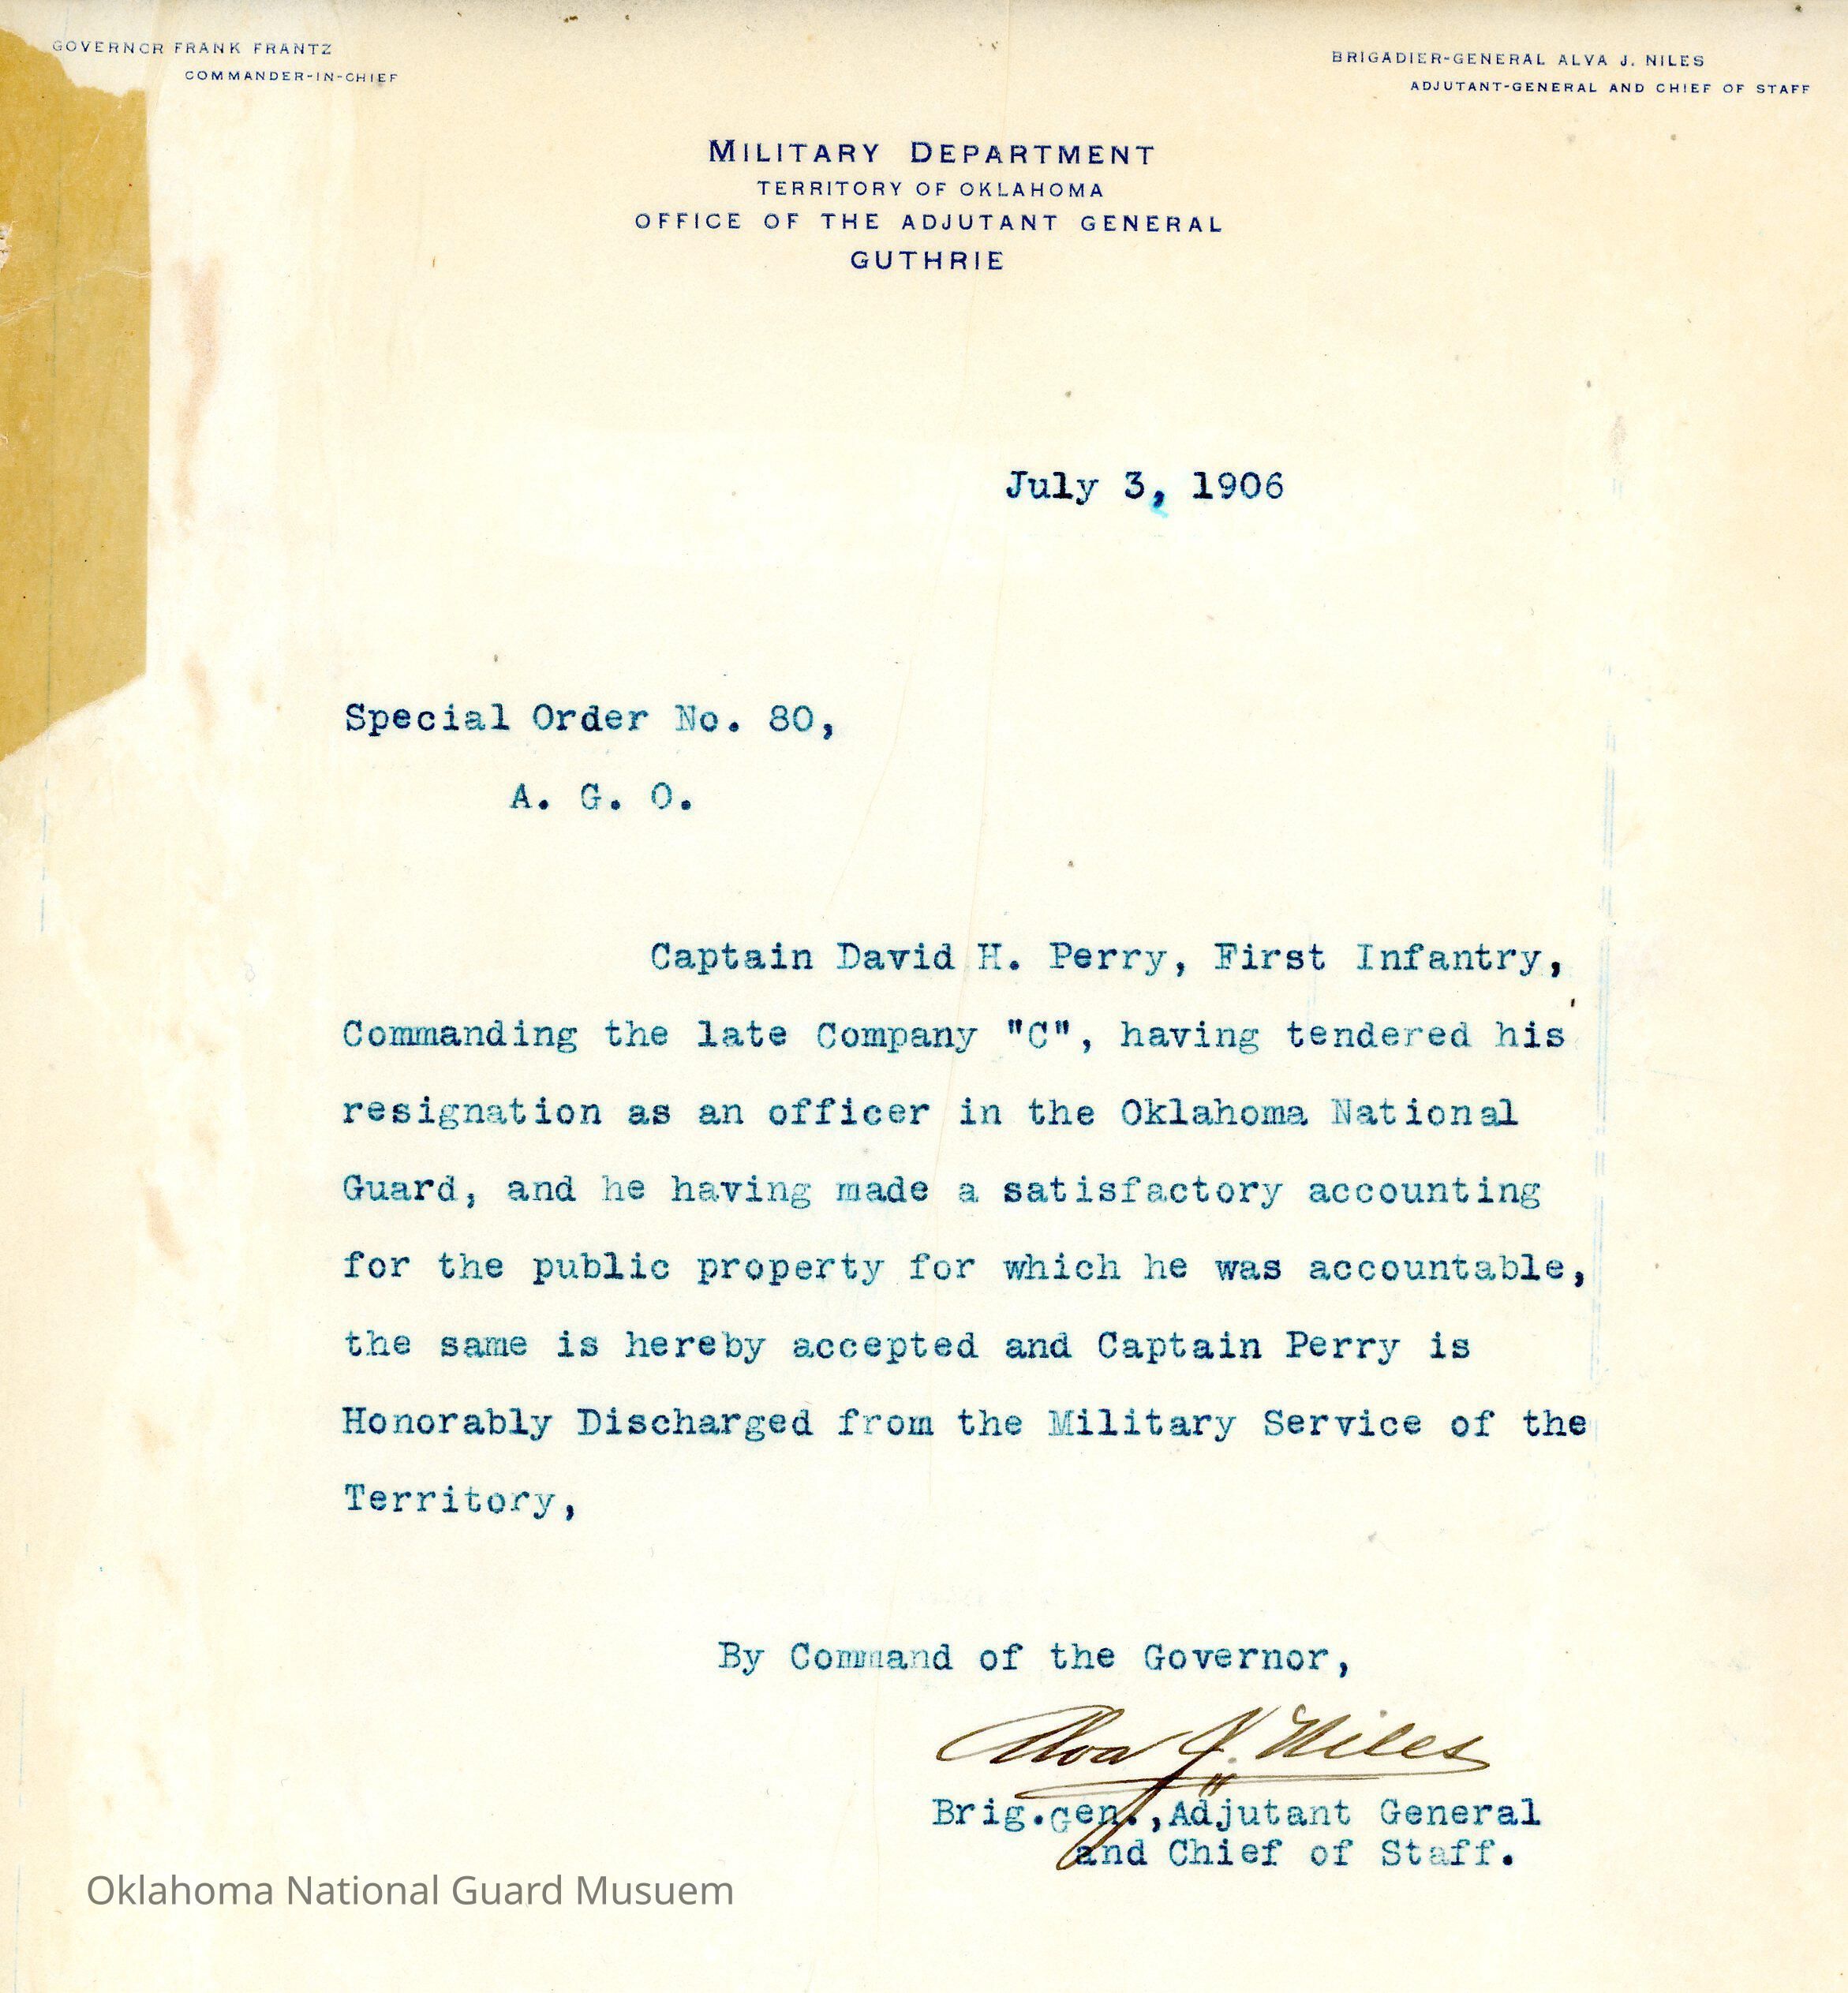 GOVERNOR FRANK FRANTZ
COMMANDER-IN-CHIEF
BRIGADIER-GENERAL ALVA J. NILES
ADJUTANT-GENERAL AND CHIEF OF STAFF
MILITARY DEPARTMENT
TERRITORY OF OKLAHOMA
OFFICE OF THE ADJUTANT GENERAL
GUTHRIE
July 3, 1906
Special Order No. 80,
A. G. O.
Captain David H. Perry, First Infantry,
Commanding the late Company "C", having tendered his
resignation as an officer in the Oklahoma National
Guard, and he having made a satisfactory accounting
for the public property for which he was accountable,
the same is hereby accepted and Captain Perry is
Honorably Discharged from the Military Service of the
Territory,
By Command of the Governor,
Alva J. Niles
Brig.Gen.,Adjutant General
and Chief of Staff.
Oklahoma National Guard Musuem